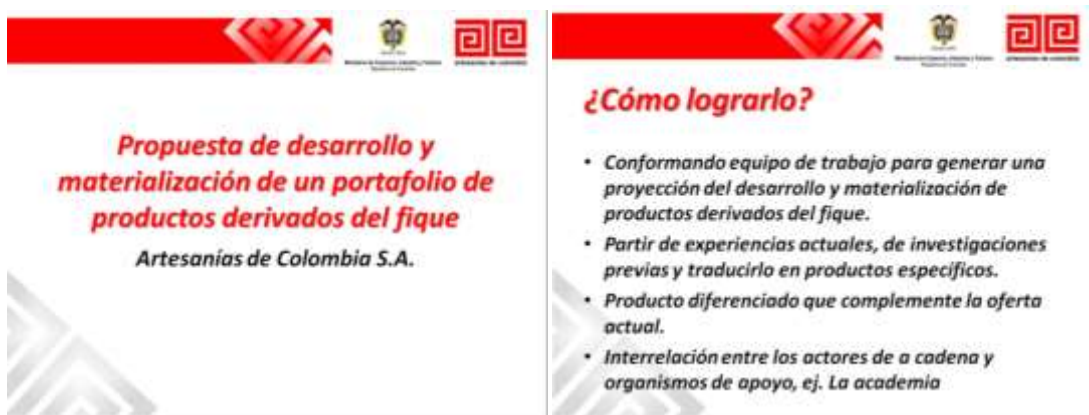 Propuesta de desarrollo y
materialización de un portafolio de
productos derivados del fique
Artesanías de Colombia S.A.
¿Cómo lograrlo?
• Conformando equipo de trabajo para generar una
proyección del desarrollo y materialización de
productos derivados del fique.
• Partir de experiencias actuales, de investigaciones
previas y traducirlo en productos específicos.
• Producto diferenciado que complemente la oferta
actual.
• Interrelación entre los actores de a cadena y
organismos de apoyo, ej. La academia